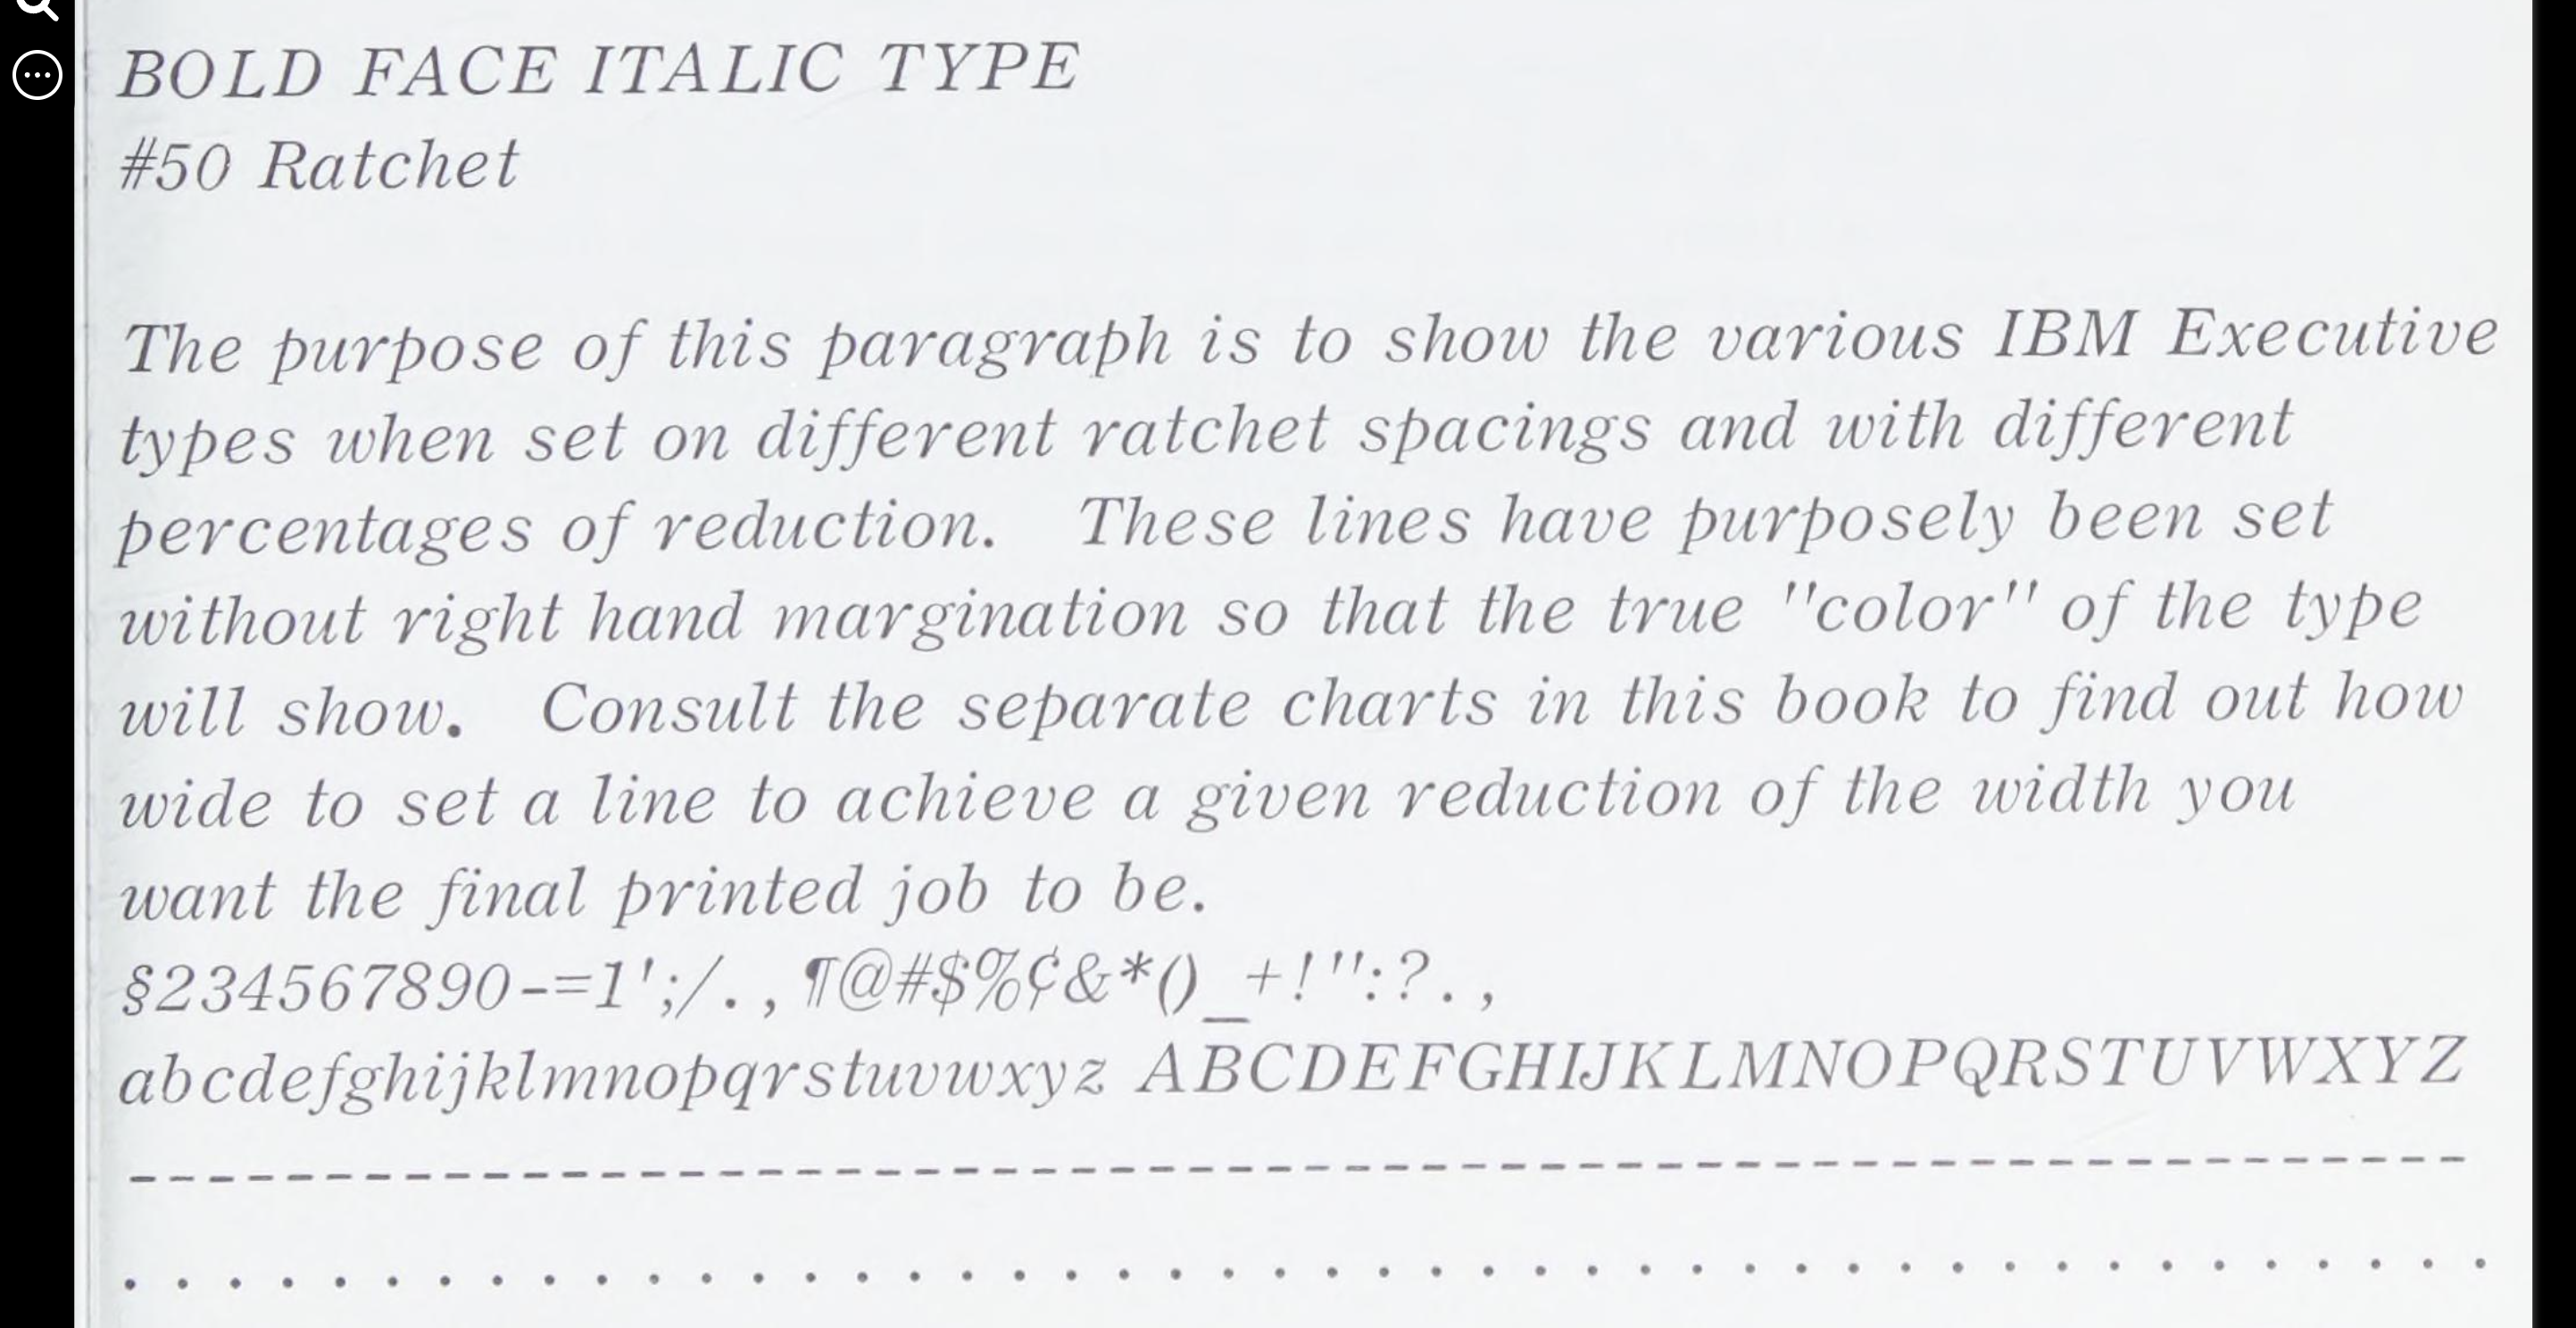 BOLD FACE ITALIC TYPE
#50 Ratchet
The purpose of this paragraph is to show the various IBM Executive
types when set on different ratchet spacings and with different
percentages of reduction.  These lines have purposely been set
without right hand margination so that the true "color" of the type
will show.  Consult the separate charts in this book to find out how
wide to set a line to achieve a given reduction of the width you
want the final printed job to be.
§234567890-=1';/.,¶@#$%¢&*()_+!":?.,
abcdefghijklmnopqrstuvwxyz ABCDEFGHIJKLMNOPQRSTUVWXYZ
------------------------------------------------------------
..............................................